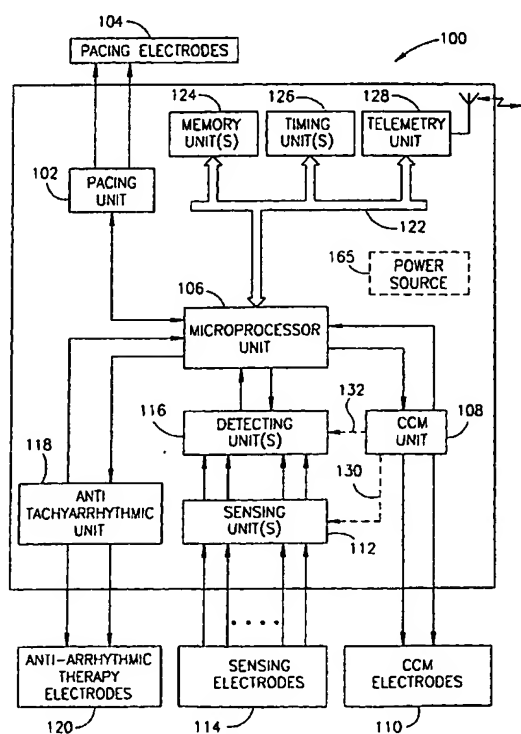 104
PACING ELECTRODES
100
124
126
128
MEMORY
UNIT(S)
TIMING
UNIT(S)
TELEMETRY
UNIT
102
PACING
UNIT
122
165
POWER
SOURCE
106
MICROPROCESSOR
UNIT
132
116
DETECTING
UNIT(S)
CCM
UNIT
108
118
130
ANTI
TACHYARRHYTHMIC
UNIT
SENSING
UNIT(S)
112
ANTI-ARRHYTHMIC
THERAPY
ELECTRODES
SENSING
ELECTRODES
CCM
ELECTRODES
120
114
110